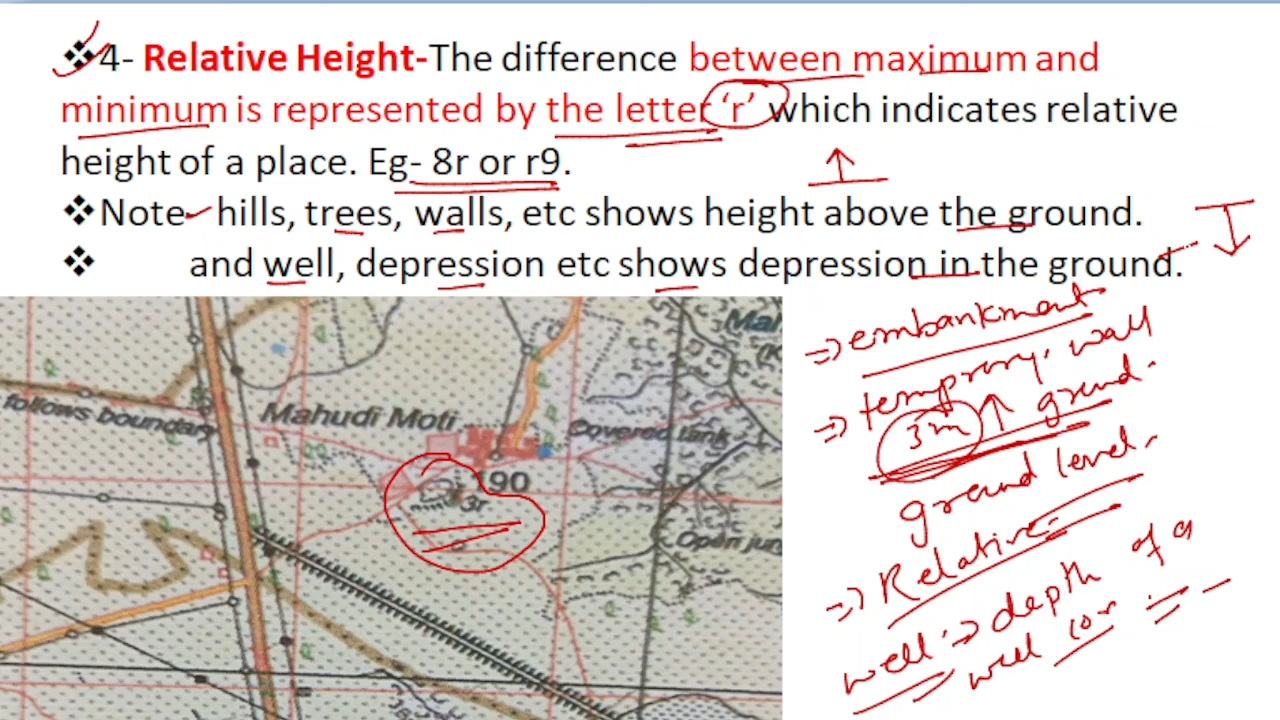 ❖4- Relative Height-The difference between maximum and
minimum is represented by the letter ‘r’ which indicates relative
height of a place. Eg- 8r or r9.
❖Note- hills, trees, walls, etc shows height above the ground.
❖ and well, depression etc shows depression in the ground.
follows boundary
Mahudi Moti
Covered tank
190
3r
Open
⇒ embankment
⇒ temprory. wall
3m ↑ ground.
ground level.
⇒ Relative:-
well :→ depth of a
well